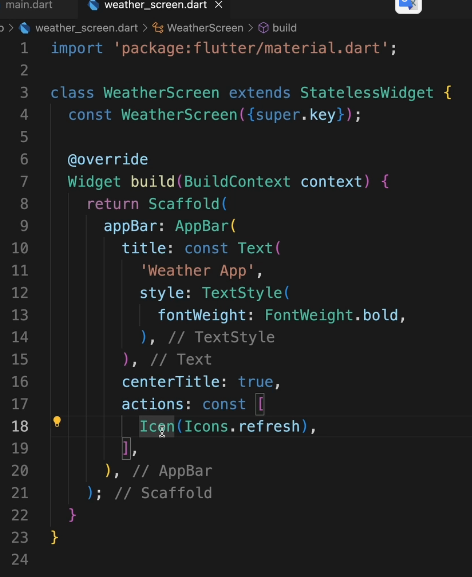 main.dart
weather_screen.dart
weather_screen.dart > WeatherScreen > build
1 import 'package:flutter/material.dart';
2
3 class WeatherScreen extends StatelessWidget {
4 const WeatherScreen({super.key});
5
6 @override
7 Widget build(BuildContext context) {
8 return Scaffold(
9 appBar: AppBar(
10 title: const Text(
11 'Weather App',
12 style: TextStyle(
13 fontWeight: FontWeight.bold,
14 ), // TextStyle
15 ), // Text
16 centerTitle: true,
17 actions: const [
18 Icon(Icons.refresh),
19 ],
20 ), // AppBar
21 ); // Scaffold
22 }
23 }
24